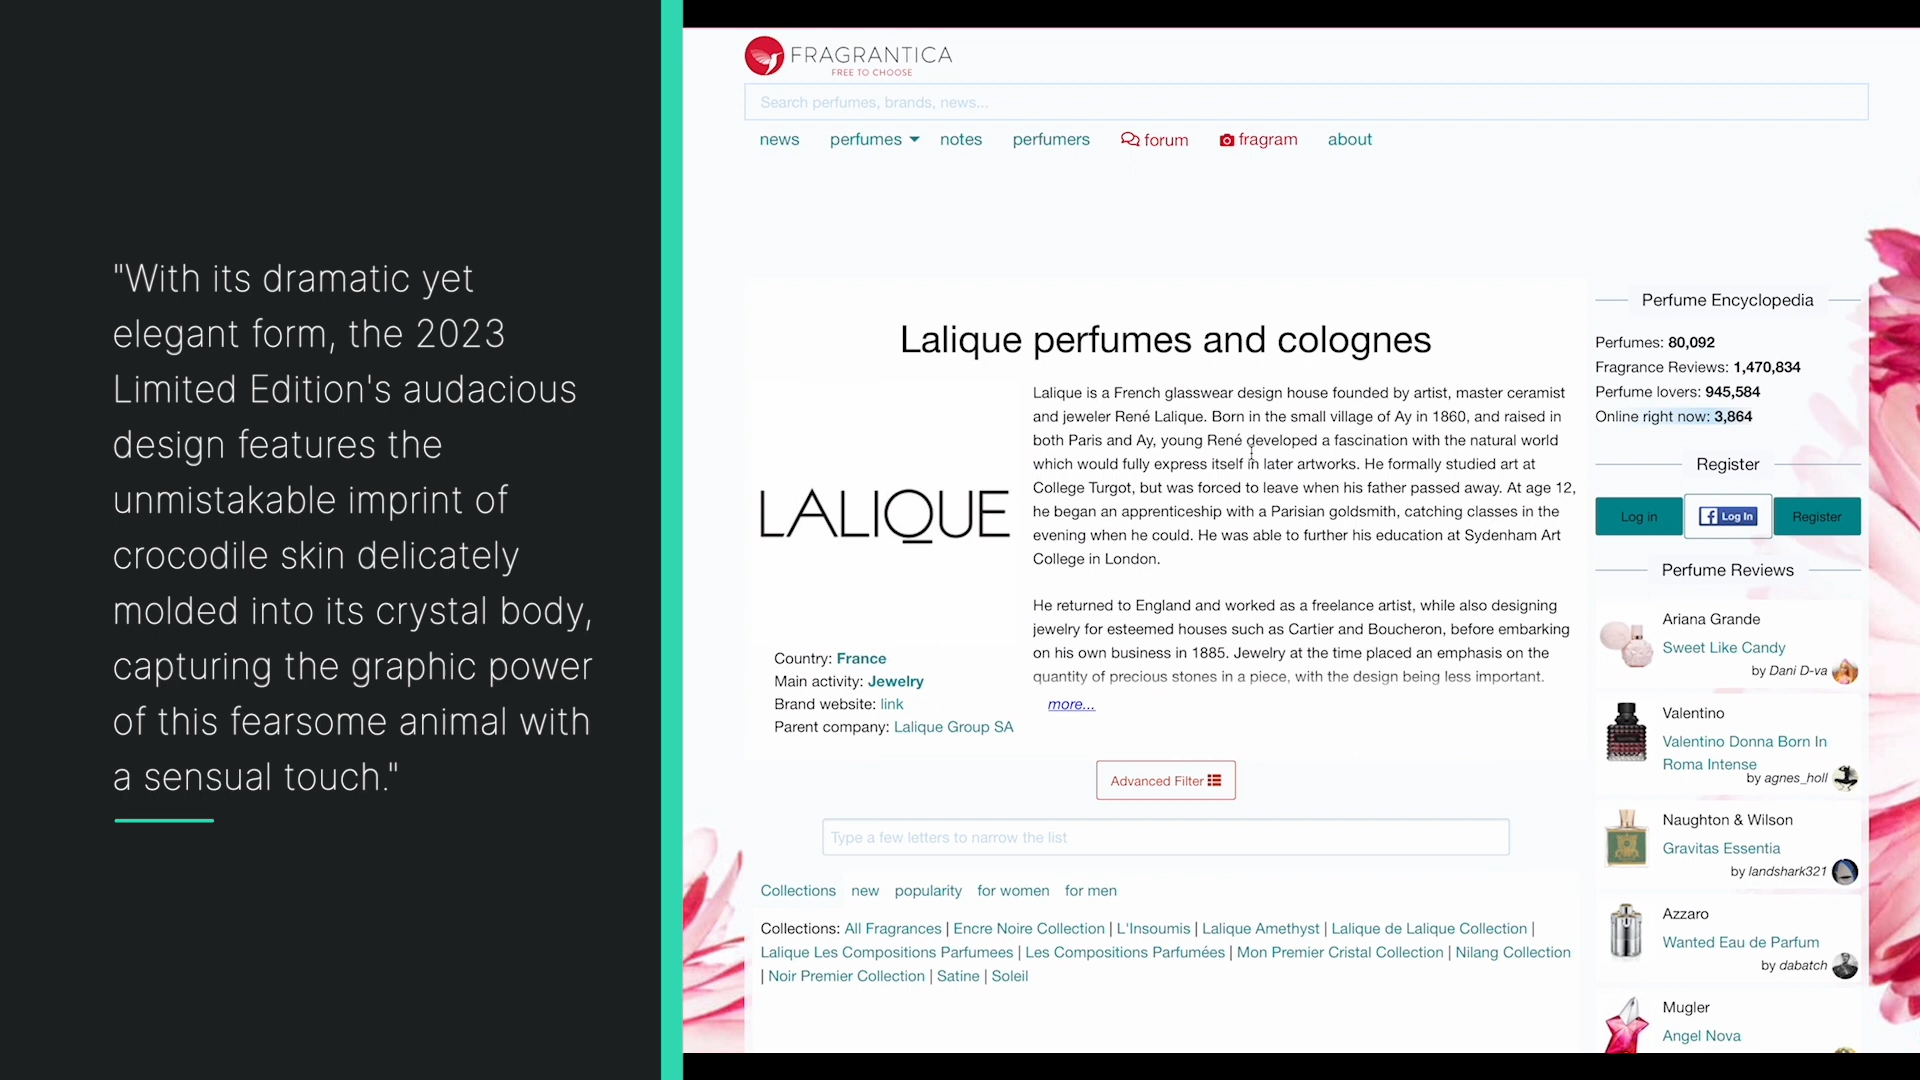 "With its dramatic yet
elegant form, the 2023
Limited Edition's audacious
design features the
unmistakable imprint of
crocodile skin delicately
molded into its crystal body,
capturing the graphic power
of this fearsome animal with
a sensual touch."
FRAGRANTICA
FREE TO CHOOSE
Search perfumes, brands, news...
news perfumes notes perfumers forum fragram about
Lalique perfumes and colognes
LALIQUE
Country: France
Main activity: Jewelry
Brand website: link
Parent company: Lalique Group SA
Lalique is a French glasswear design house founded by artist, master ceramist
and jeweler René Lalique. Born in the small village of Ay in 1860, and raised in
both Paris and Ay, young René developed a fascination with the natural world
which would fully express itself in later artworks. He formally studied art at
College Turgot, but was forced to leave when his father passed away. At age 12,
he began an apprenticeship with a Parisian goldsmith, catching classes in the
evening when he could. He was able to further his education at Sydenham Art
College in London.
He returned to England and worked as a freelance artist, while also designing
jewelry for esteemed houses such as Cartier and Boucheron, before embarking
on his own business in 1885. Jewelry at the time placed an emphasis on the
quantity of precious stones in a piece, with the design being less important.
more...
Advanced Filter
Type a few letters to narrow the list
Collections new popularity for women for men
Collections: All Fragrances | Encre Noire Collection | L'Insoumis | Lalique Amethyst | Lalique de Lalique Collection |
Lalique Les Compositions Parfumees | Les Compositions Parfumées | Mon Premier Cristal Collection | Nilang Collection
| Noir Premier Collection | Satine | Soleil
Perfume Encyclopedia
Perfumes: 80,092
Fragrance Reviews: 1,470,834
Perfume lovers: 945,584
Online right now: 3,864
Register
Log in Log In Register
Perfume Reviews
Ariana Grande
Sweet Like Candy
by Dani D-va
Valentino
Valentino Donna Born In
Roma Intense
by agnes_holl
Naughton & Wilson
Gravitas Essentia
by landshark321
Azzaro
Wanted Eau de Parfum
by dabatch
Mugler
Angel Nova